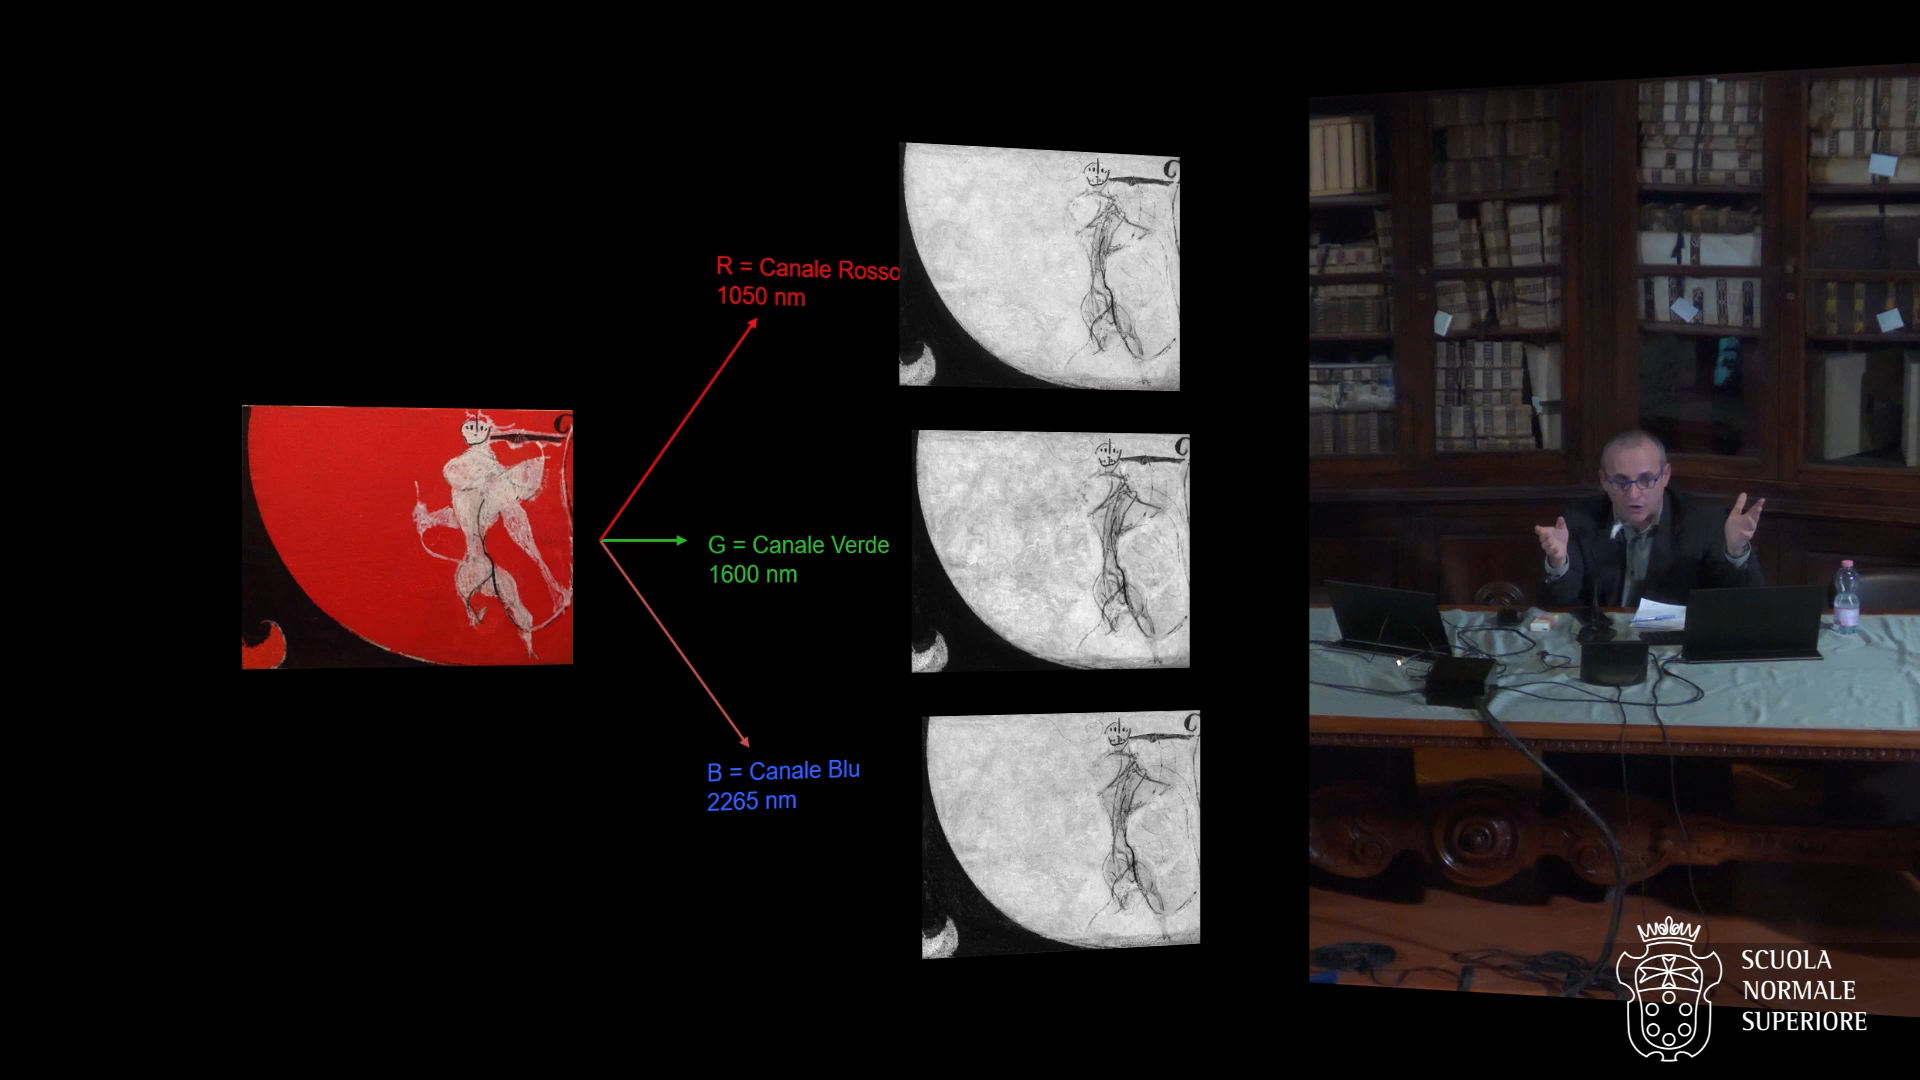 R = Canale Rosso
1050 nm
G = Canale Verde
1600 nm
B = Canale Blu
2265 nm
SCUOLA
NORMALE
SUPERIORE